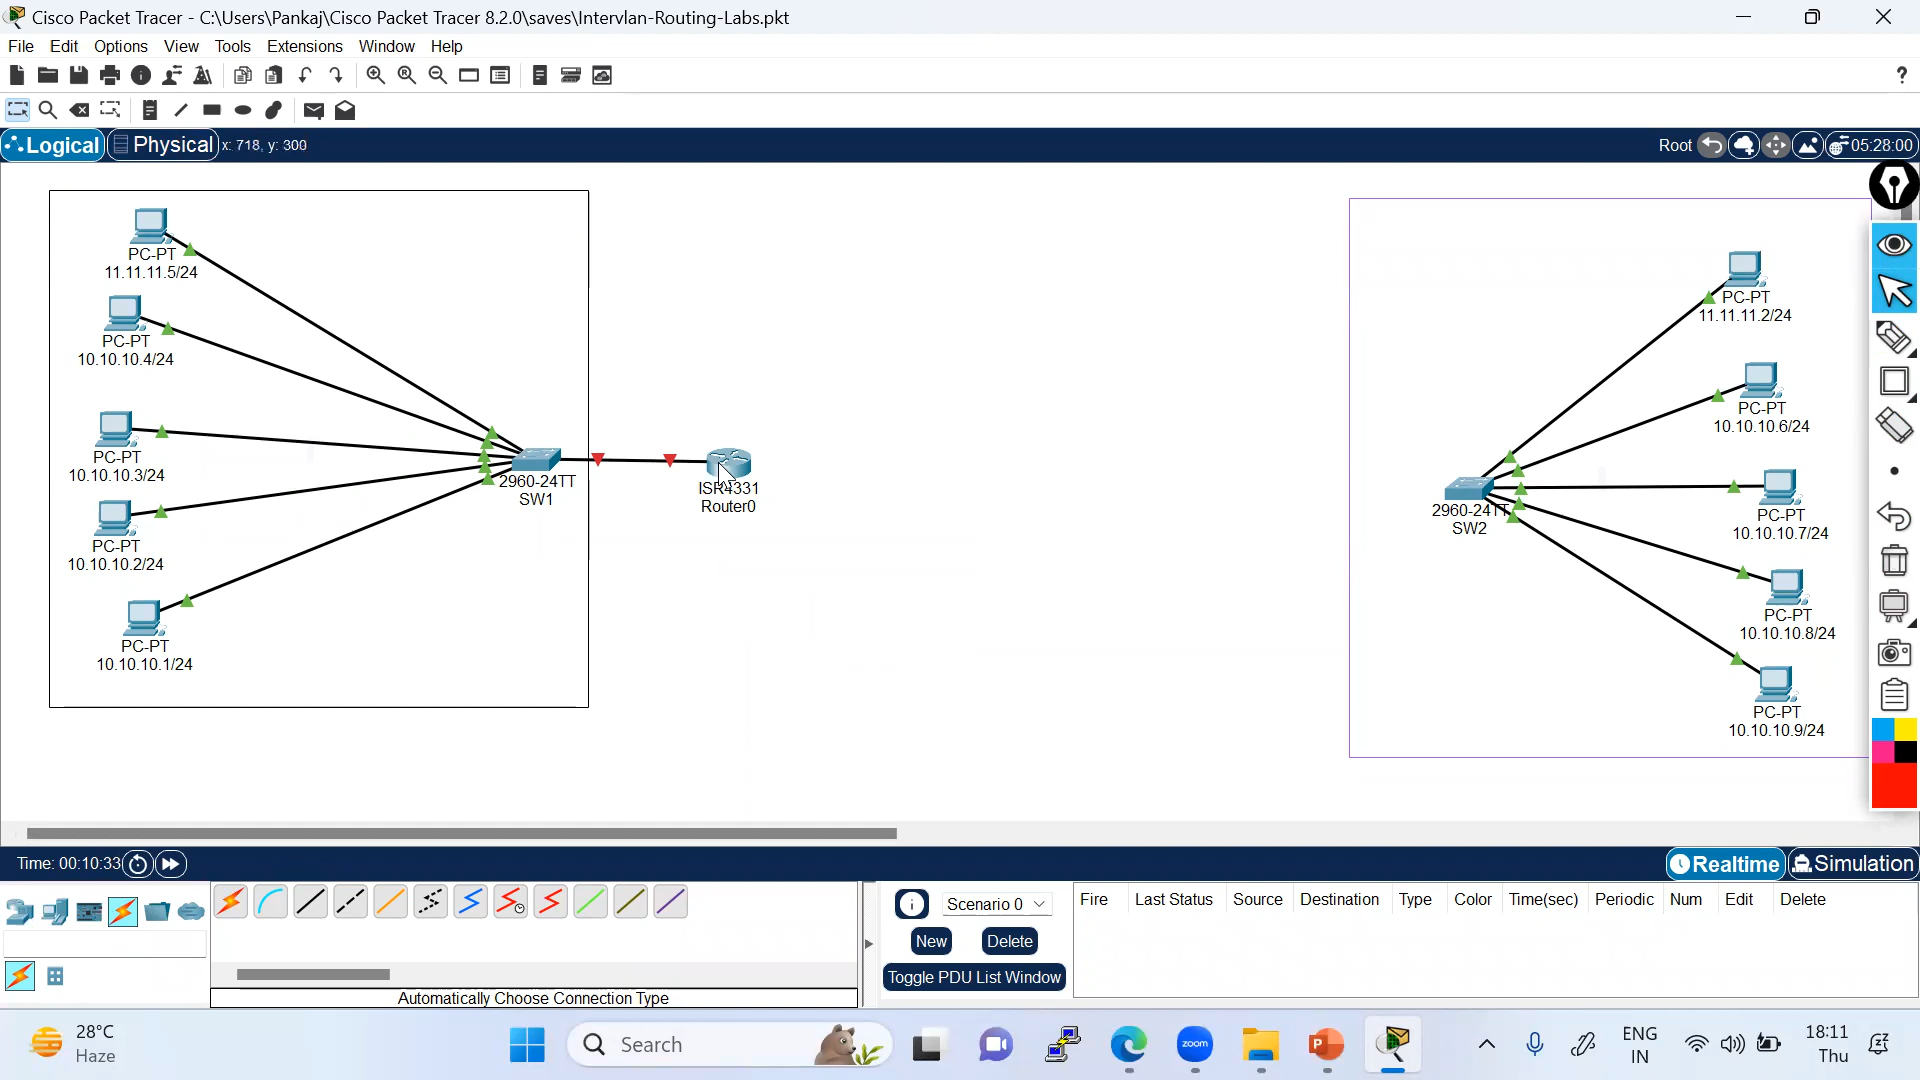 Cisco Packet Tracer - C:\Users\Pankaj\Cisco Packet Tracer 8.2.0\saves\Intervlan-Routing-Labs.pkt
File Edit Options View Tools Extensions Window Help
?
Logical Physical x: 718, y: 300 Root 05:28:00
PC-PT
11.11.11.5/24
PC-PT
10.10.10.4/24
PC-PT
10.10.10.3/24
PC-PT
10.10.10.2/24
PC-PT
10.10.10.1/24
2960-24TT
SW1
ISR4331
Router0
2960-24TT
SW2
PC-PT
11.11.11.2/24
PC-PT
10.10.10.6/24
PC-PT
10.10.10.7/24
PC-PT
10.10.10.8/24
PC-PT
10.10.10.9/24
Time: 00:10:33 Realtime Simulation
Scenario 0
New Delete
Toggle PDU List Window
Fire Last Status Source Destination Type Color Time(sec) Periodic Num Edit Delete
Automatically Choose Connection Type
28°C
Haze
Search
zoom
ENG
IN
18:11
Thu